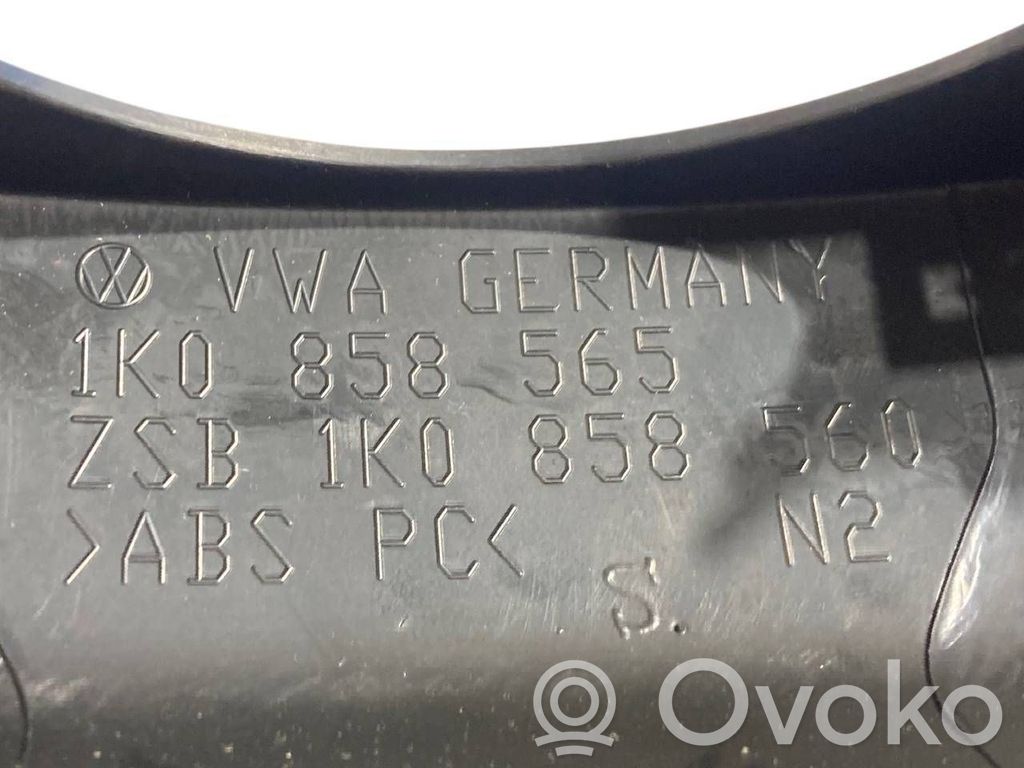 VWA GERMANY
1K0 858 565
ZSB 1K0 858 560
>ABS PC< N2
S.
Ovoko